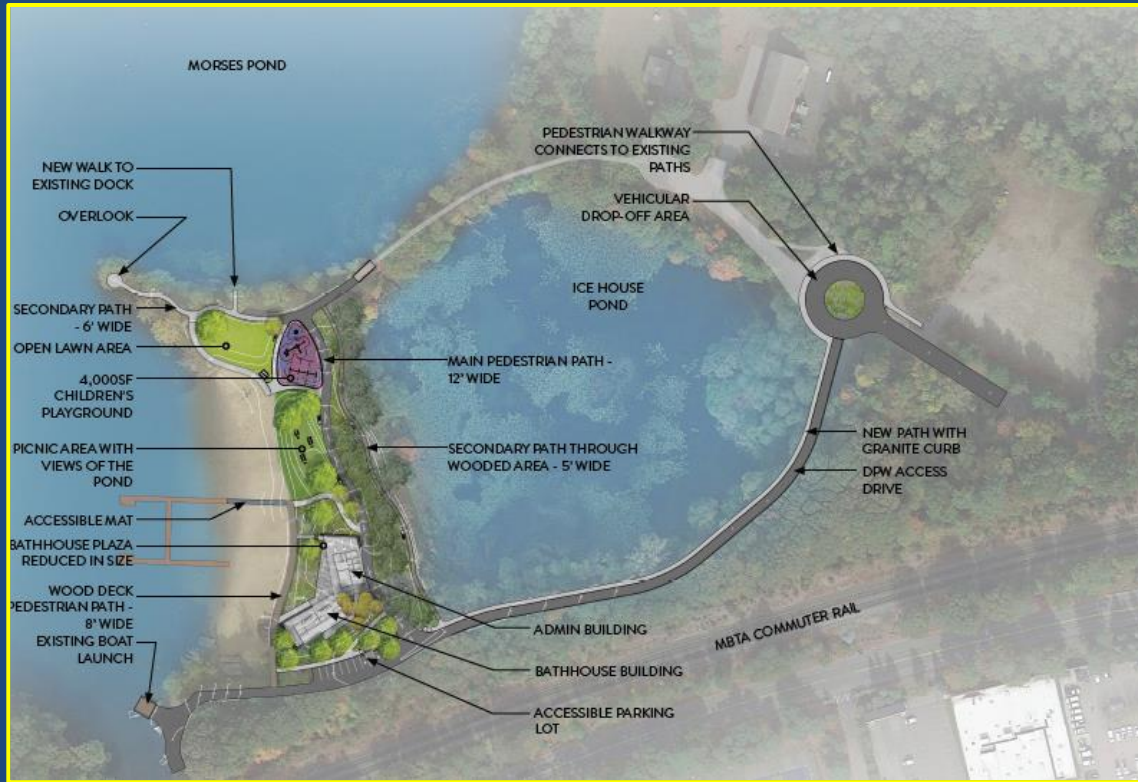 MORSES POND
NEW WALK TO
EXISTING DOCK
OVERLOOK
SECONDARY PATH
- 6' WIDE
OPEN LAWN AREA
4,000SF
CHILDREN'S
PLAYGROUND
PICNIC AREA WITH
VIEWS OF THE
POND
ACCESSIBLE MAT
BATHHOUSE PLAZA
REDUCED IN SIZE
WOOD DECK
PEDESTRIAN PATH -
8' WIDE
EXISTING BOAT
LAUNCH
PEDESTRIAN WALKWAY
CONNECTS TO EXISTING
PATHS
VEHICULAR
DROP-OFF AREA
ICE HOUSE
POND
MAIN PEDESTRIAN PATH -
12' WIDE
SECONDARY PATH THROUGH
WOODED AREA - 5' WIDE
NEW PATH WITH
GRANITE CURB
DPW ACCESS
DRIVE
ADMIN BUILDING
MBTA COMMUTER RAIL
BATHHOUSE BUILDING
ACCESSIBLE PARKING
LOT